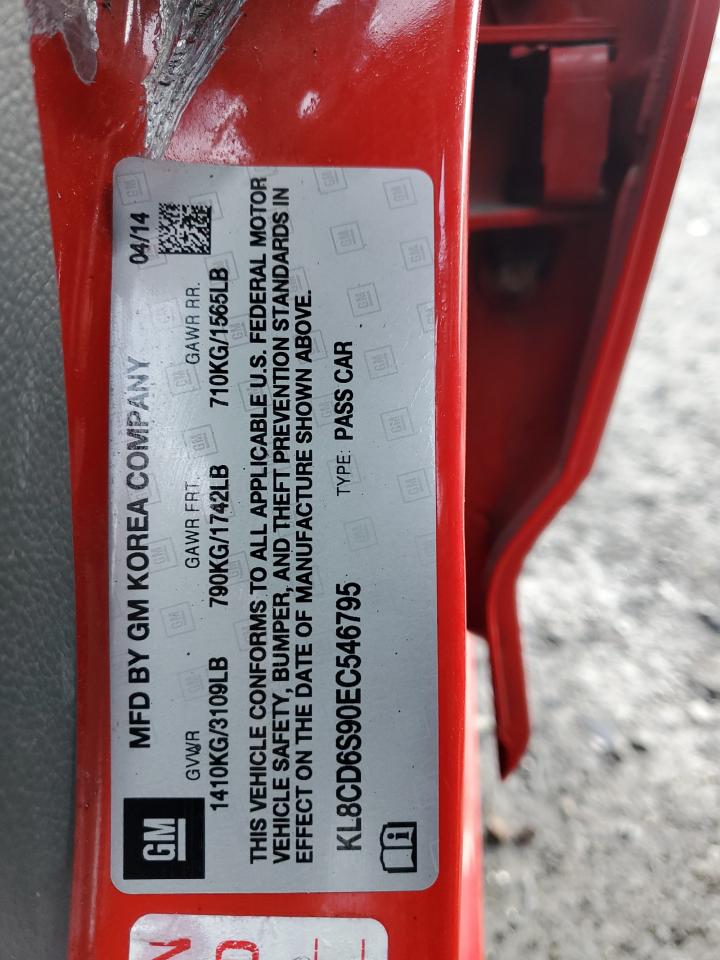 GM
MFD BY GM KOREA COMPANY 04/14
GVWR GAWR FRT. GAWR RR.
1410KG/3109LB 790KG/1742LB 710KG/1565LB
THIS VEHICLE CONFORMS TO ALL APPLICABLE U.S. FEDERAL MOTOR
VEHICLE SAFETY, BUMPER, AND THEFT PREVENTION STANDARDS IN
EFFECT ON THE DATE OF MANUFACTURE SHOWN ABOVE.
KL8CD6S90EC546795 TYPE: PASS CAR
i